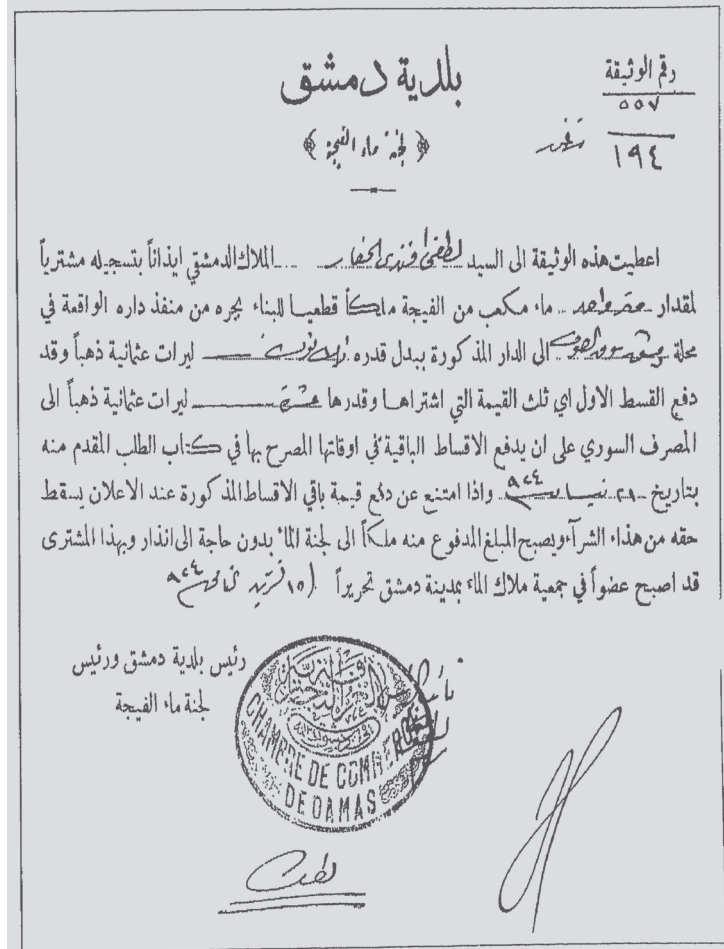 رقم الوثيقة
٥٥٧
١٩٤
بلدية دمشق
﴿ لجنة ماء الفيجة ﴾
اعطيت هذه الوثيقة الى السيد لطفي افندي الحفار الملاك الدمشقي ايذاناً بتسجيله مشترياً
لمقدار ماء مكعب من الفيجة ملكاً قطعيا للبناء يجره من منفذ داره الواقعة في
محلة الى الدار المذكورة ببدل قدره ليرات عثمانية ذهباً وقد
دفع القسط الاول اي ثلث القيمة التي اشتراها وقدرها ليرات عثمانية ذهباً الى
المصرف السوري على ان يدفع الاقساط الباقية في اوقاتها المصرح بها في كتاب الطلب المقدم منه
بتاريخ نيسان ٩٢٤ واذا امتنع عن دفع قيمة باقي الاقساط المذكورة عند الاعلان يسقط
حقه من هذا الشرآء ويصبح المبلغ المدفوع منه ملكاً الى لجنة الماء بدون حاجة الى انذار وبهذا المشترى
قد اصبح عضواً في جمعية ملاك الماء بمدينة دمشق تحريراً ١٥ تشرين ٩٢٤
رئيس بلدية دمشق ورئيس
لجنة ماء الفيجة
CHAMBRE DE COMMERCE
DE DAMAS